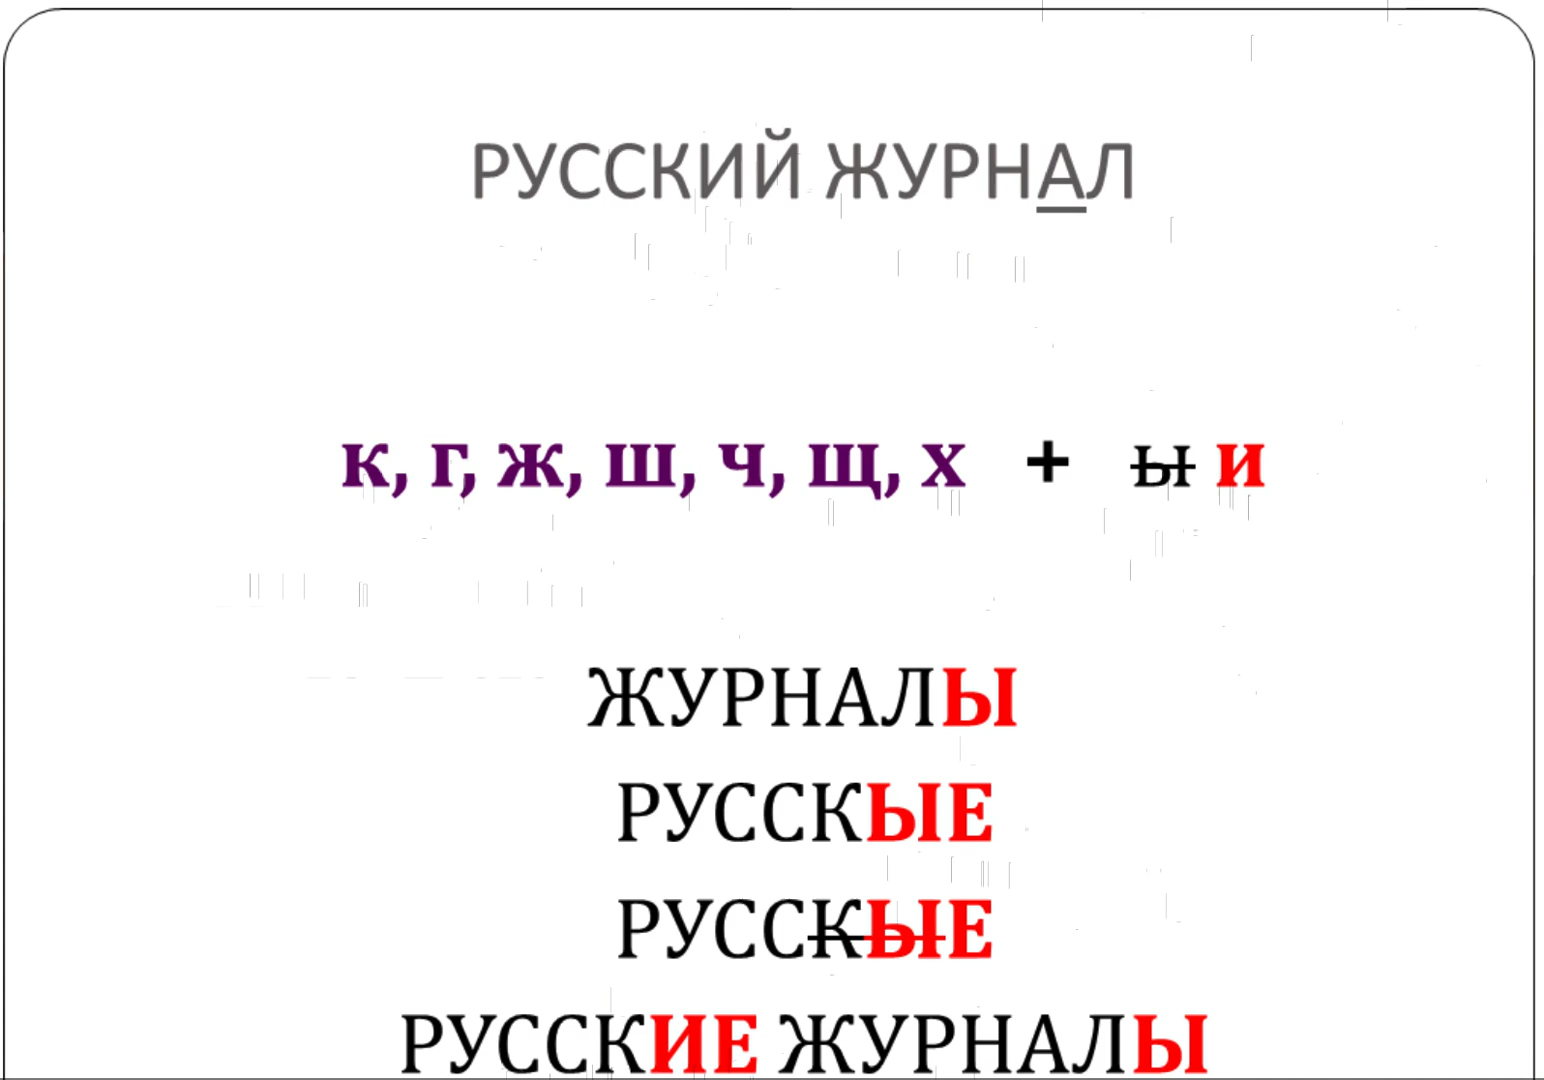 РУССКИЙ ЖУРНАЛ
к, г, ж, ш, ч, щ, х + ы и
ЖУРНАЛЫ
РУССКЫЕ
РУССКЫЕ
РУССКИЕ ЖУРНАЛЫ